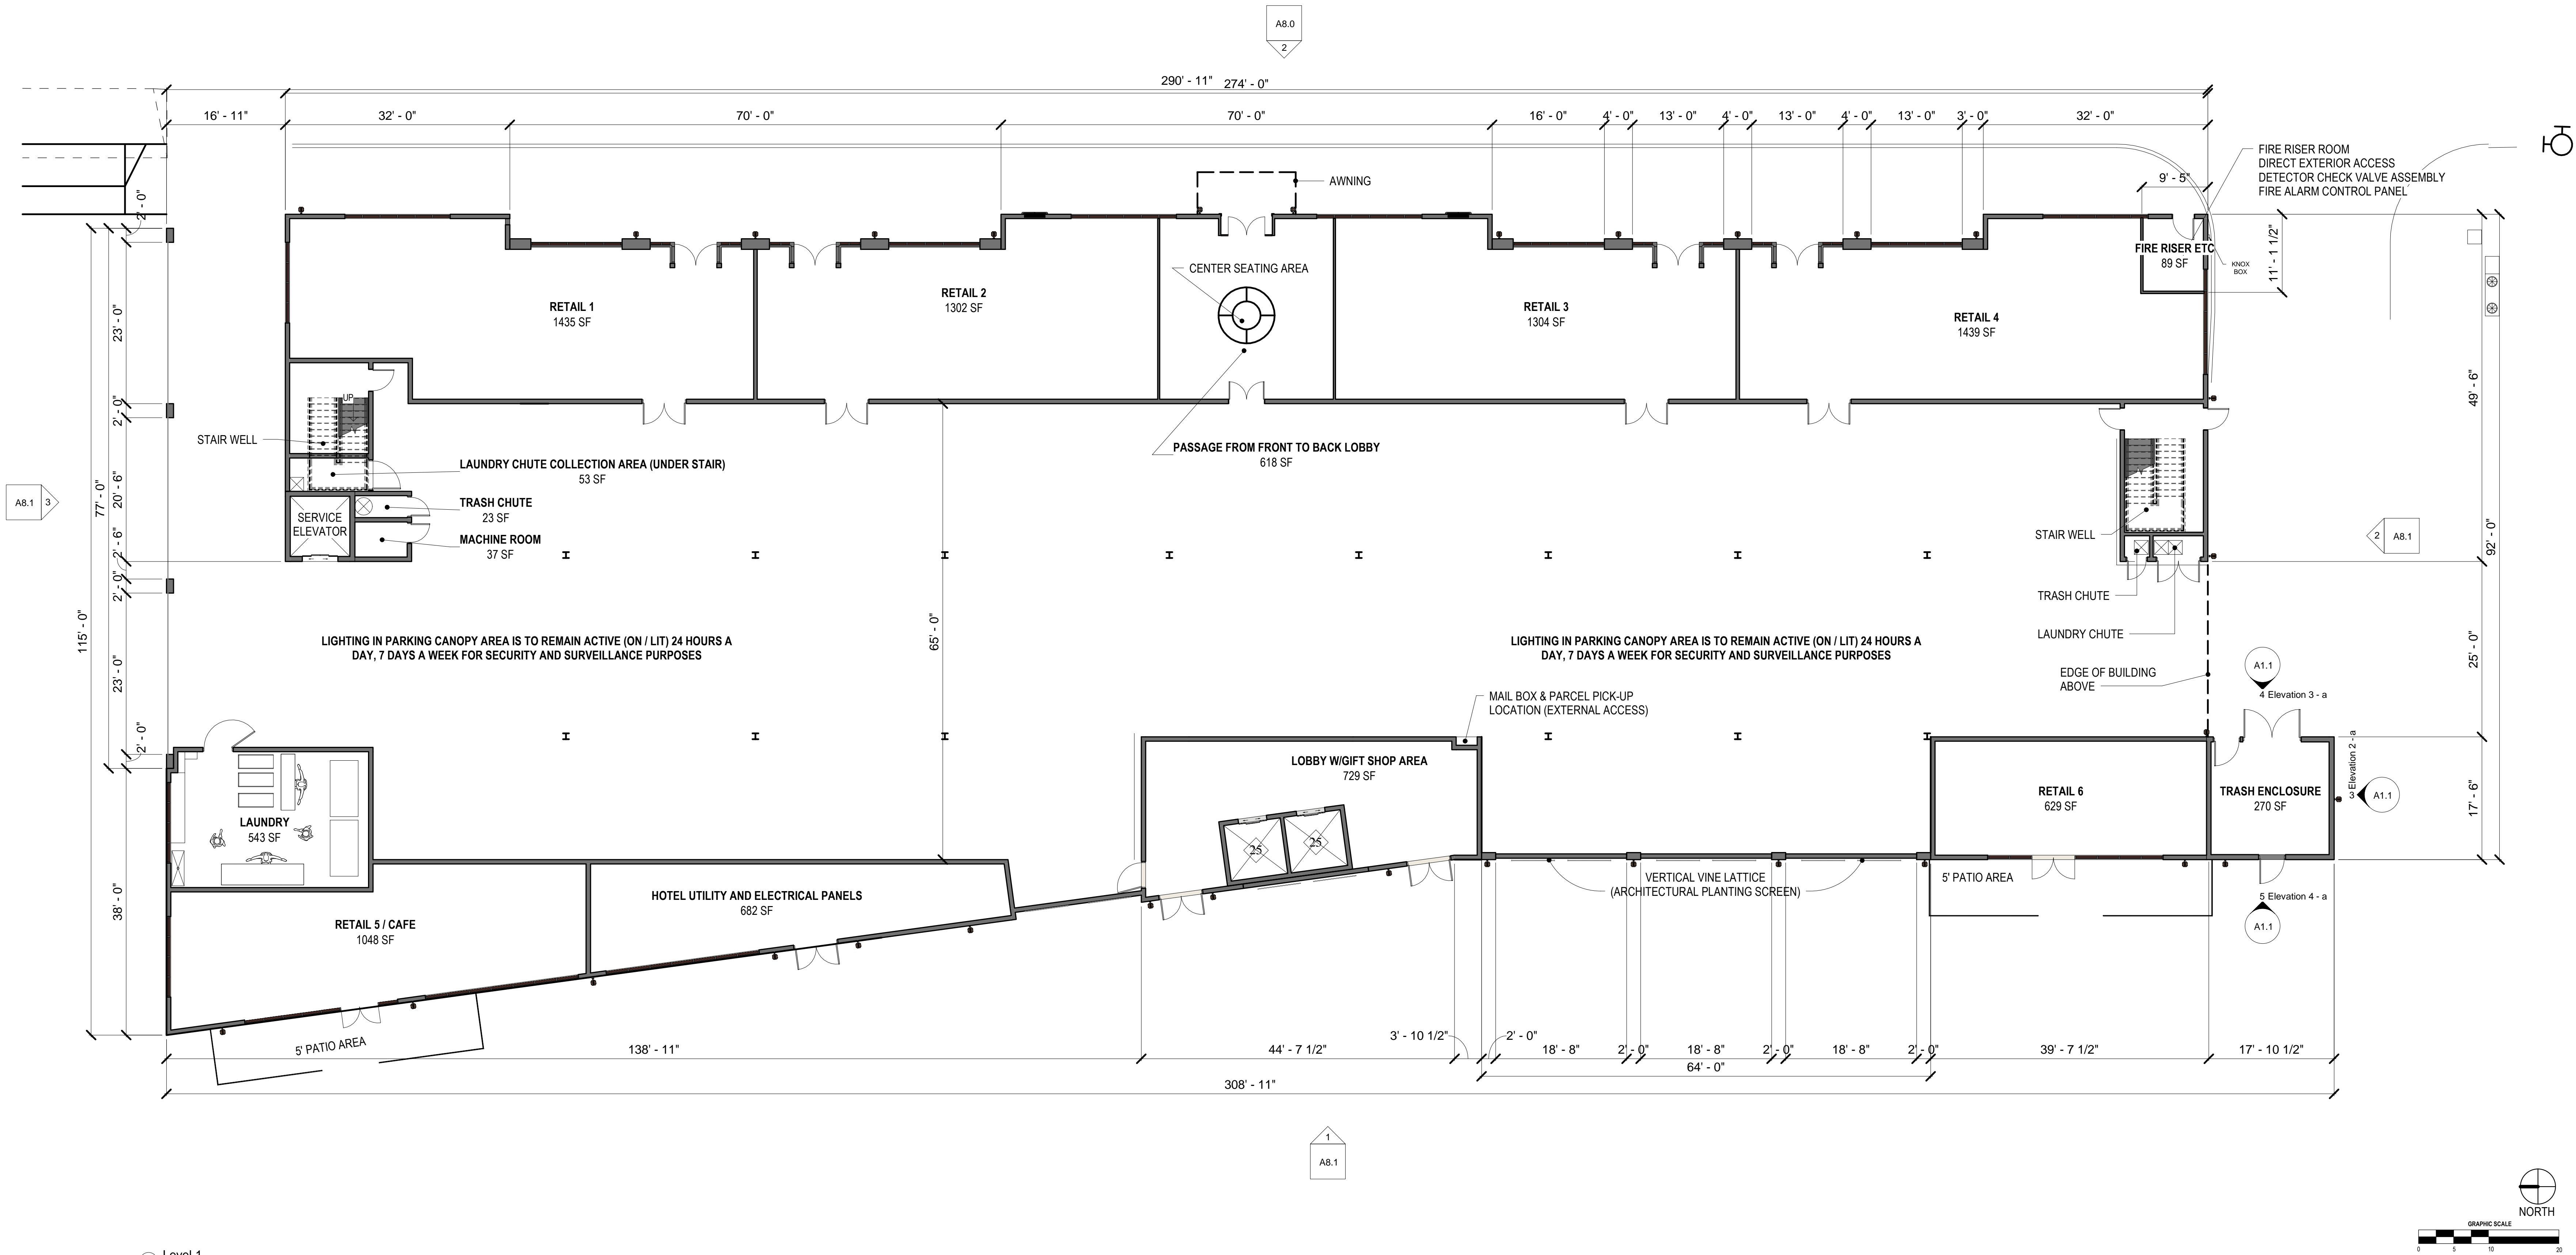 A8.0
2
290' - 11"
274' - 0"
16' - 11"
32' - 0"
70' - 0"
70' - 0"
16' - 0"
4' - 0"
13' - 0"
4' - 0"
13' - 0"
4' - 0"
13' - 0"
3' - 0"
32' - 0"
FIRE RISER ROOM
DIRECT EXTERIOR ACCESS
DETECTOR CHECK VALVE ASSEMBLY
FIRE ALARM CONTROL PANEL
9' - 5"
AWNING
2' - 0"
11' - 1 1/2"
FIRE RISER ETC
89 SF
KNOX
BOX
CENTER SEATING AREA
RETAIL 1
1435 SF
RETAIL 2
1302 SF
RETAIL 3
1304 SF
RETAIL 4
1439 SF
23' - 0"
49' - 6"
UP
2' - 0"
STAIR WELL
PASSAGE FROM FRONT TO BACK LOBBY
618 SF
LAUNDRY CHUTE COLLECTION AREA (UNDER STAIR)
53 SF
77' - 0"
20' - 6"
A8.1
3
TRASH CHUTE
23 SF
SERVICE
ELEVATOR
MACHINE ROOM
37 SF
2' - 6"
STAIR WELL
2
A8.1
92' - 0"
2' - 0"
TRASH CHUTE
LAUNDRY CHUTE
115' - 0"
65' - 0"
LIGHTING IN PARKING CANOPY AREA IS TO REMAIN ACTIVE (ON / LIT) 24 HOURS A
DAY, 7 DAYS A WEEK FOR SECURITY AND SURVEILLANCE PURPOSES
LIGHTING IN PARKING CANOPY AREA IS TO REMAIN ACTIVE (ON / LIT) 24 HOURS A
DAY, 7 DAYS A WEEK FOR SECURITY AND SURVEILLANCE PURPOSES
25' - 0"
23' - 0"
EDGE OF BUILDING
ABOVE
A1.1
4 Elevation 3 - a
MAIL BOX & PARCEL PICK-UP
LOCATION (EXTERNAL ACCESS)
2' - 0"
LOBBY W/GIFT SHOP AREA
729 SF
RETAIL 6
629 SF
TRASH ENCLOSURE
270 SF
3 Elevation 2 - a
A1.1
17' - 6"
LAUNDRY
543 SF
25
25
VERTICAL VINE LATTICE
(ARCHITECTURAL PLANTING SCREEN)
5' PATIO AREA
5 Elevation 4 - a
A1.1
38' - 0"
HOTEL UTILITY AND ELECTRICAL PANELS
682 SF
RETAIL 5 / CAFE
1048 SF
5' PATIO AREA
138' - 11"
44' - 7 1/2"
3' - 10 1/2"
2' - 0"
18' - 8"
2' - 0"
18' - 8"
2' - 0"
18' - 8"
2' - 0"
39' - 7 1/2"
17' - 10 1/2"
64' - 0"
308' - 11"
1
A8.1
NORTH
GRAPHIC SCALE
0 5 10 20
Level 1